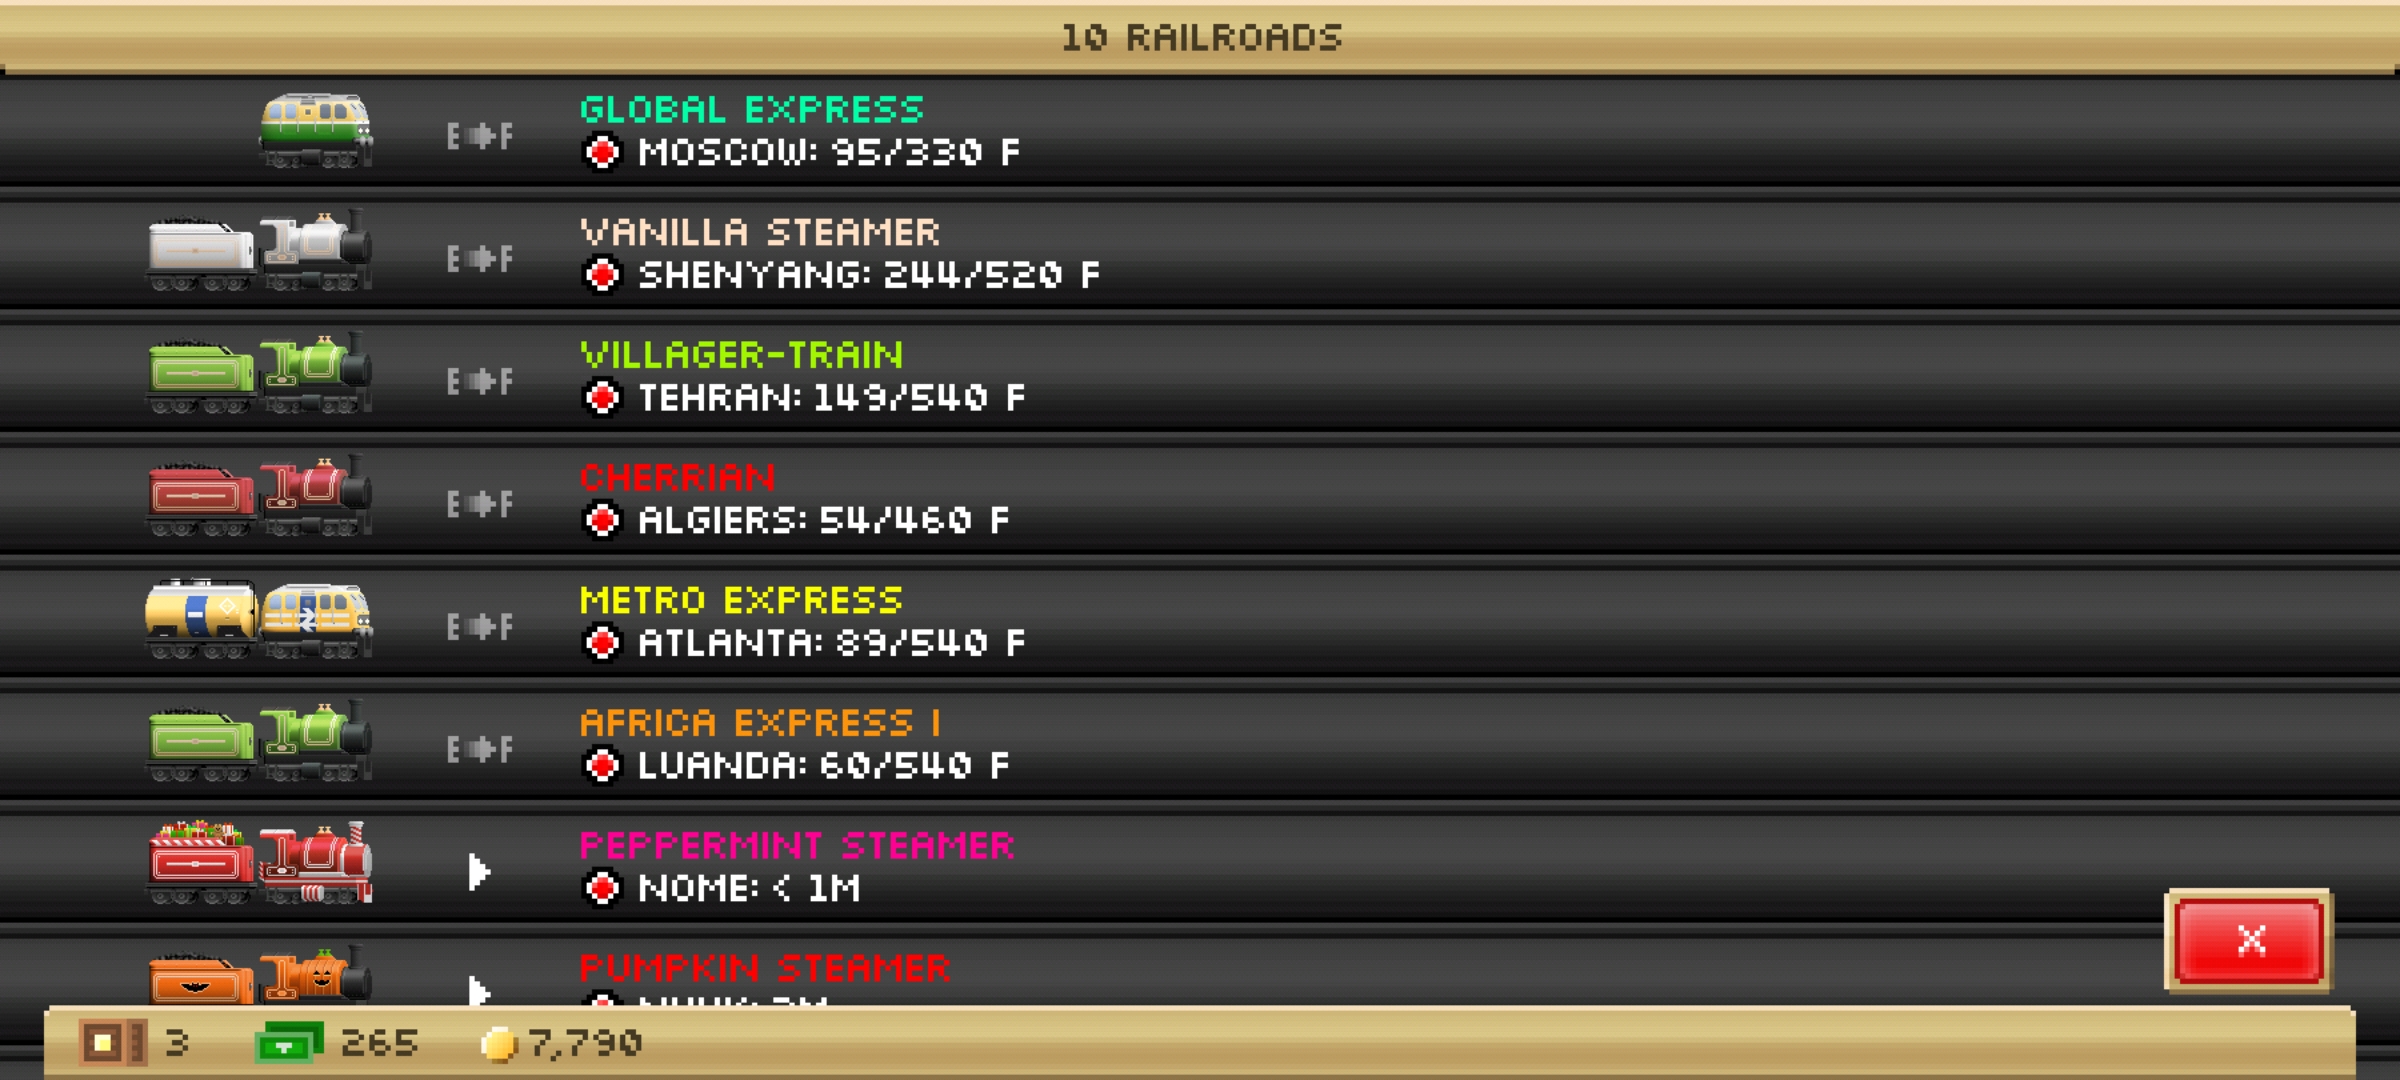 10 RAILROADS
E F
GLOBAL EXPRESS
MOSCOW: 95/330 F
E F
VANILLA STEAMER
SHENYANG: 244/520 F
E F
VILLAGER-TRAIN
TEHRAN: 149/540 F
E F
CHERRIAN
ALGIERS: 54/460 F
E F
METRO EXPRESS
ATLANTA: 89/540 F
E F
AFRICA EXPRESS I
LUANDA: 60/540 F
PEPPERMINT STEAMER
NOME: < 1M
PUMPKIN STEAMER
X
3 265 7,790